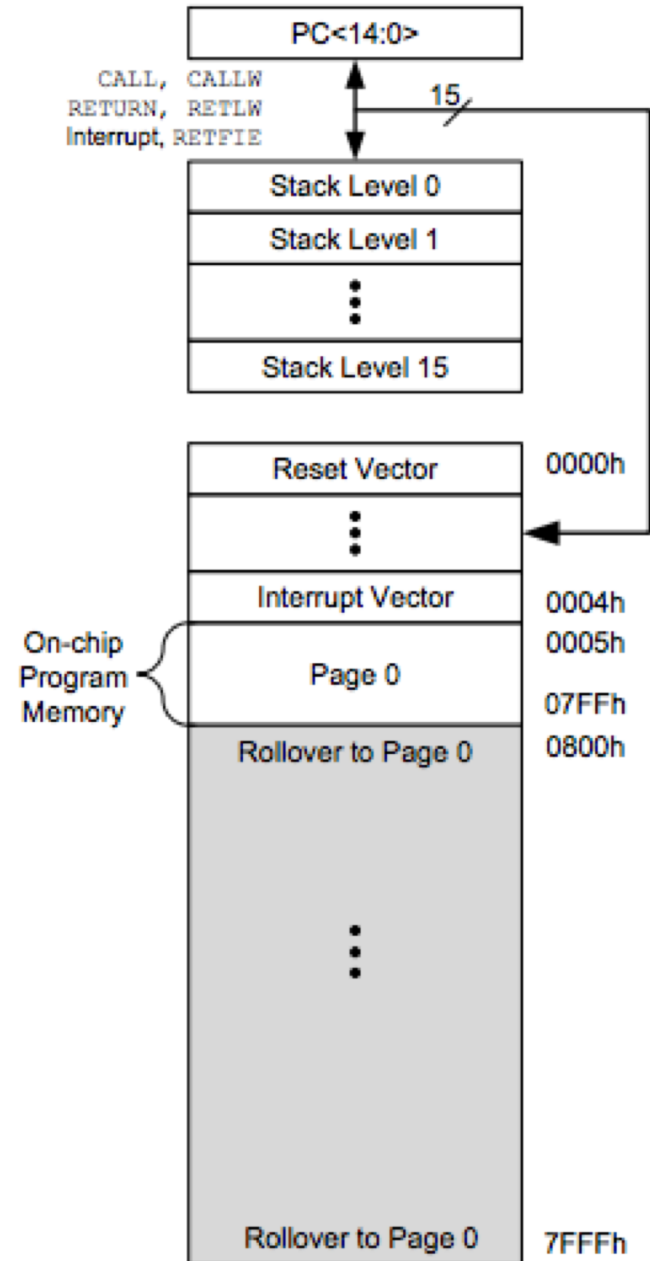 PC<14:0>
CALL, CALLW
RETURN, RETLW
Interrupt, RETFIE
15
Stack Level 0
Stack Level 1
Stack Level 15
Reset Vector
0000h
Interrupt Vector
0004h
On-chip
Program
Memory
Page 0
0005h
07FFh
Rollover to Page 0
0800h
Rollover to Page 0
7FFFh